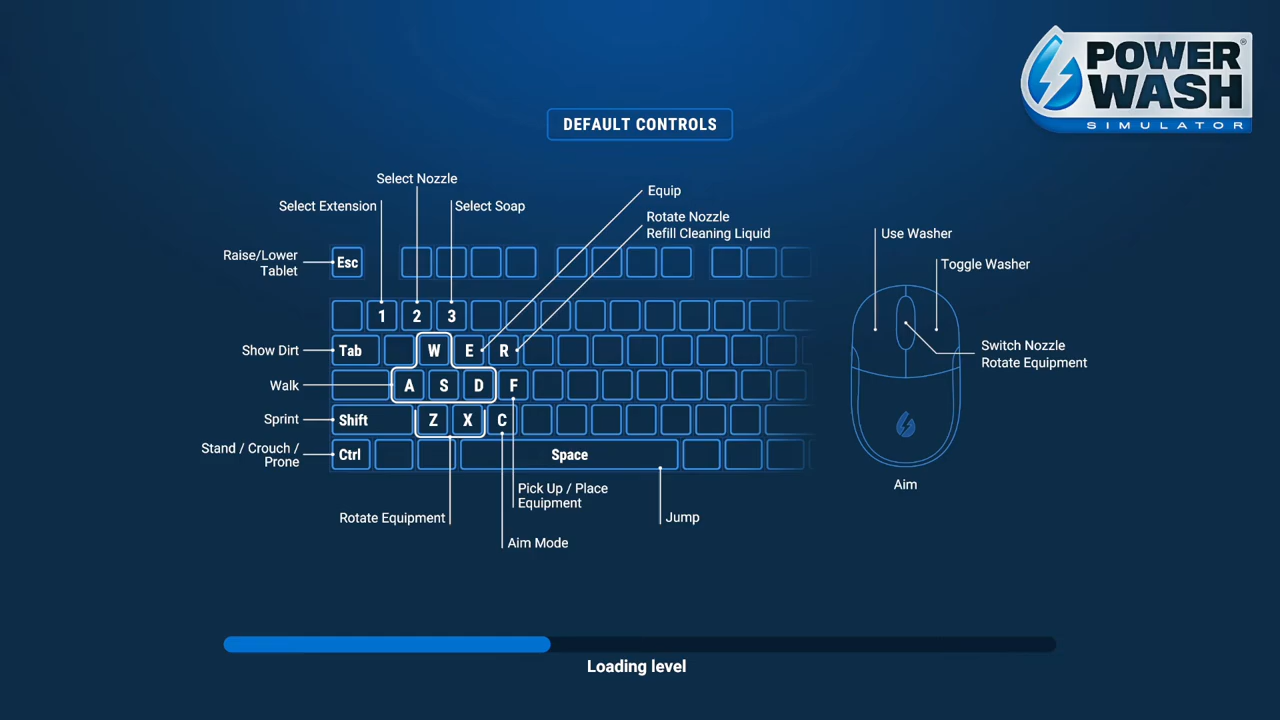 POWER
WASH
SIMULATOR
DEFAULT CONTROLS
Select Nozzle
Select Extension
Select Soap
Equip
Rotate Nozzle
Refill Cleaning Liquid
Raise/Lower
Tablet
Esc
1 2 3
Show Dirt
Tab W E R
Walk
A S D F
Sprint
Shift Z X C
Stand / Crouch /
Prone
Ctrl Space
Rotate Equipment
Pick Up / Place
Equipment
Aim Mode
Jump
Use Washer
Toggle Washer
Switch Nozzle
Rotate Equipment
Aim
Loading level